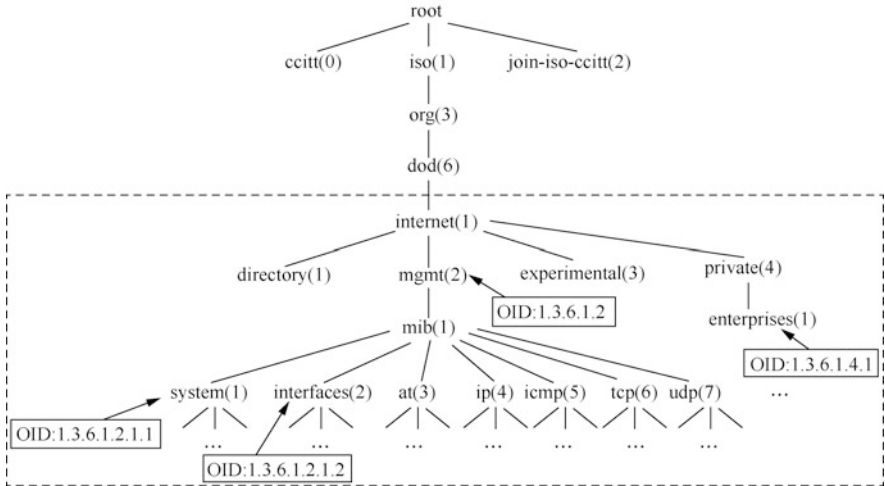 root
ccitt(0) iso(1) join-iso-ccitt(2)
org(3)
dod(6)
internet(1)
directory(1) mgmt(2) experimental(3) private(4)
OID:1.3.6.1.2
mib(1) enterprises(1)
OID:1.3.6.1.4.1
system(1) interfaces(2) at(3) ip(4) icmp(5) tcp(6) udp(7) ...
OID:1.3.6.1.2.1.1
... ... ... ... ... ... ...
OID:1.3.6.1.2.1.2